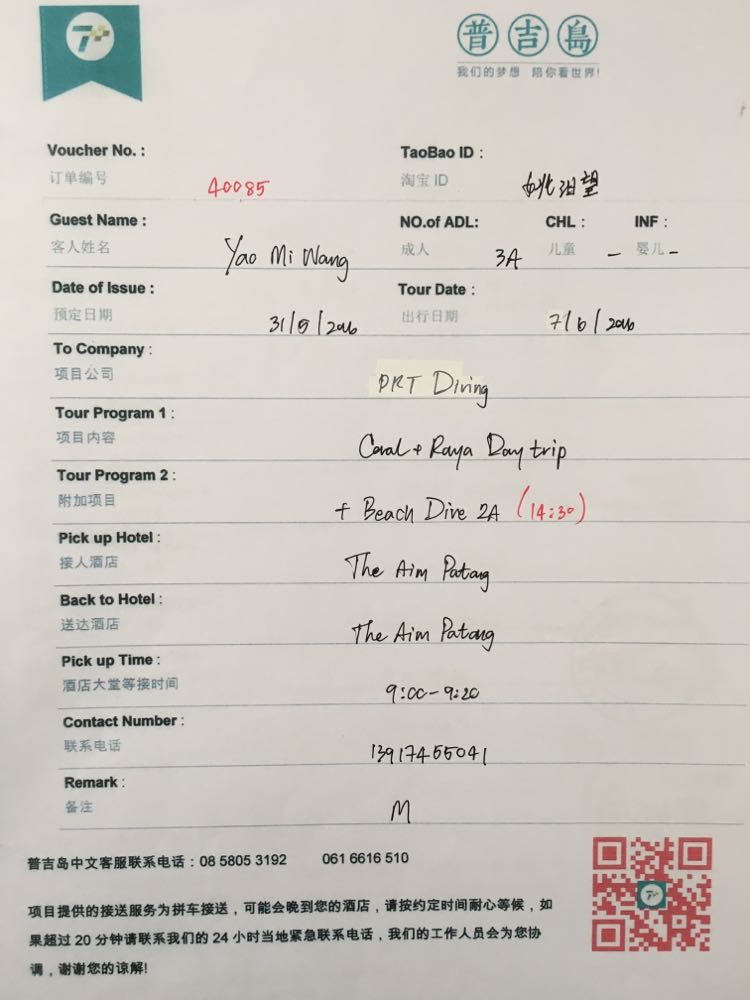 7+
普吉島
我们的梦想 陪你看世界!
Voucher No. : TaoBao ID :
订单编号 40085 淘宝 ID 姚汨望
Guest Name : NO.of ADL: CHL : INF :
客人姓名 Yao Mi Wang 成人 3A 儿童 - 婴儿 -
Date of Issue : Tour Date :
预定日期 31/5/2016 出行日期 7/6/2016
To Company :
项目公司 PRT Diving
Tour Program 1 :
项目内容 Coral + Raya Day trip
Tour Program 2 :
附加项目 + Beach Dive 2A (14:30)
Pick up Hotel :
接人酒店 The Aim Patong
Back to Hotel :
送达酒店 The Aim Patong
Pick up Time :
酒店大堂等接时间 9:00-9:20
Contact Number :
联系电话 13917455041
Remark :
备注 M
普吉岛中文客服联系电话：08 5805 3192 061 6616 510
项目提供的接送服务为拼车接送，可能会晚到您的酒店，请按约定时间耐心等候，如
果超过 20 分钟请联系我们的 24 小时当地紧急联系电话，我们的工作人员会为您协
调，谢谢您的谅解!